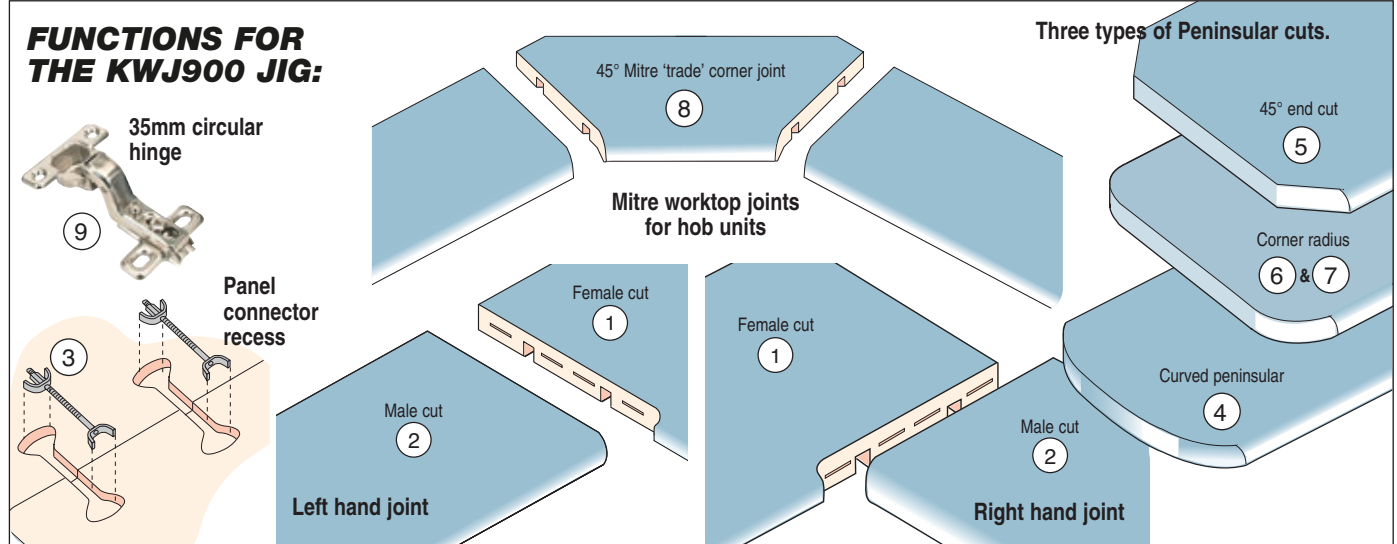 FUNCTIONS FOR
THE KWJ900 JIG:
35mm circular
hinge
9
Panel
connector
recess
3
45° Mitre ‘trade’ corner joint
8
Mitre worktop joints
for hob units
Female cut
1
Male cut
2
Left hand joint
Female cut
1
Male cut
2
Right hand joint
Three types of Peninsular cuts.
45° end cut
5
Corner radius
6 & 7
Curved peninsular
4